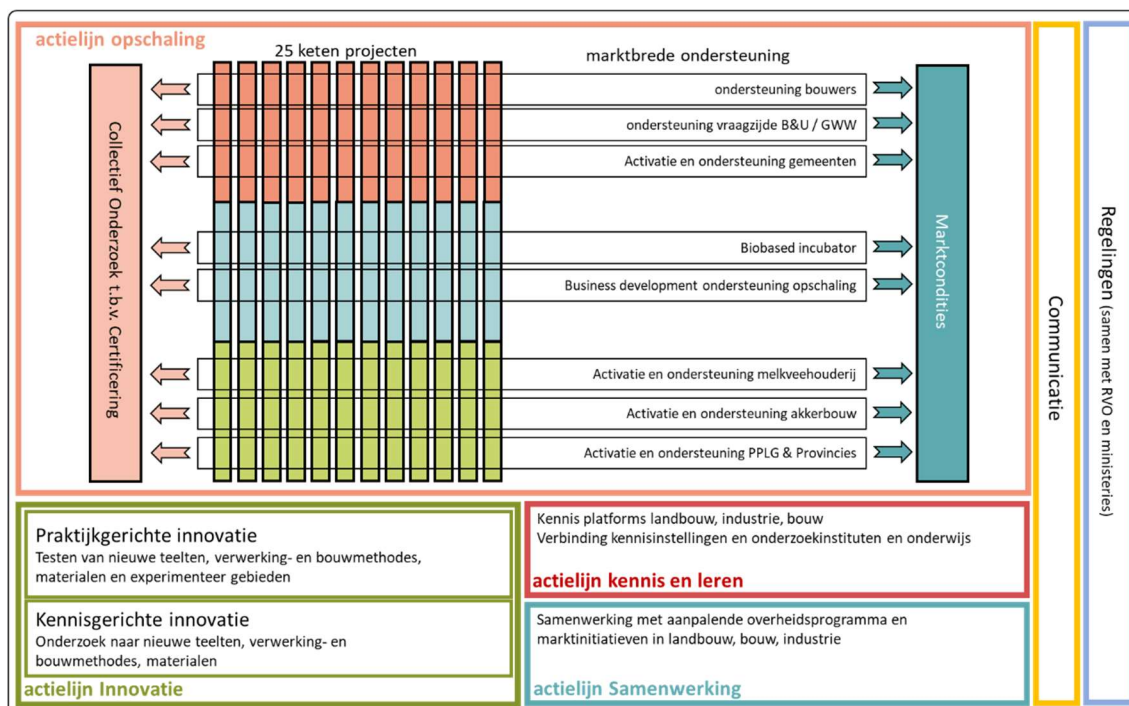 actielijn opschaling
25 keten projecten
marktbrede ondersteuning
Collectief Onderzoek t.b.v. Certificering
ondersteuning bouwers
ondersteuning vraagzijde B&U / GWW
Activatie en ondersteuning gemeenten
Biobased incubator
Business development ondersteuning opschaling
Activatie en ondersteuning melkveehouderij
Activatie en ondersteuning akkerbouw
Activatie en ondersteuning PPLG & Provincies
Marktcondities
Communicatie
Regelingen (samen met RVO en ministeries)
Praktijkgerichte innovatie
Testen van nieuwe teelten, verwerking- en bouwmethodes,
materialen en experimenteer gebieden
Kennisgerichte innovatie
Onderzoek naar nieuwe teelten, verwerking- en
bouwmethodes, materialen
actielijn Innovatie
Kennis platforms landbouw, industrie, bouw
Verbinding kennisinstellingen en onderzoekinstituten en onderwijs
actielijn kennis en leren
Samenwerking met aanpalende overheidsprogramma en
marktinitiatieven in landbouw, bouw, industrie
actielijn Samenwerking